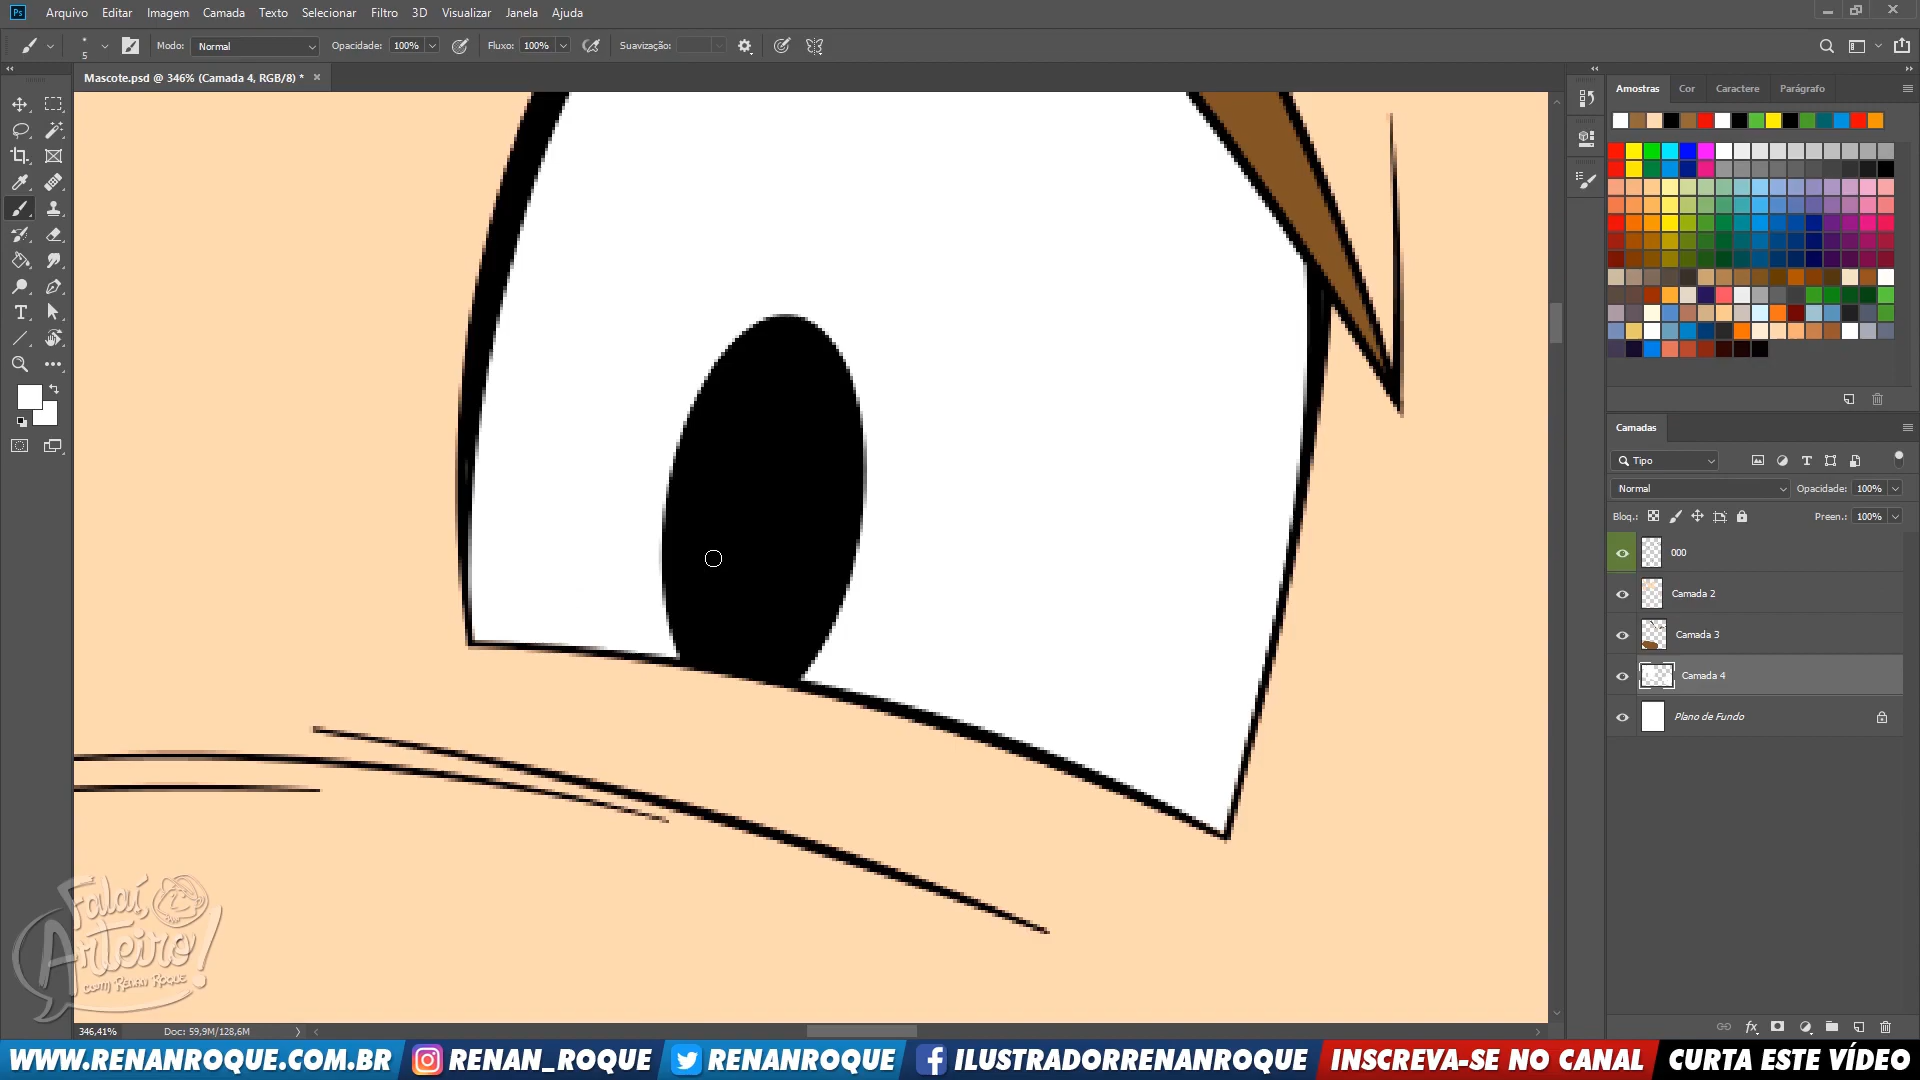 Ps Arquivo Editar Imagem Camada Texto Selecionar Filtro 3D Visualizar Janela Ajuda
5 Modo: Normal Opacidade: 100% Fluxo: 100% Suavização:
Mascote.psd @ 346% (Camada 4, RGB/8) * ×
Amostras Cor Caractere Parágrafo
Camadas
Tipo
Normal Opacidade: 100%
Bloq.: Preen.: 100%
000
Camada 2
Camada 3
Camada 4
Plano de Fundo
Falaí,
Arteiro!
com Renan Roque
346,41% Doc: 59,9M/128,6M
WWW.RENANROQUE.COM.BR RENAN_ROQUE RENANROQUE ILUSTRADORRENANROQUE INSCREVA-SE NO CANAL CURTA ESTE VÍDEO